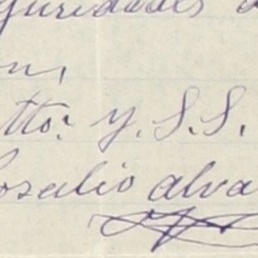 guridades
tto: y. S. S.
osalio alva